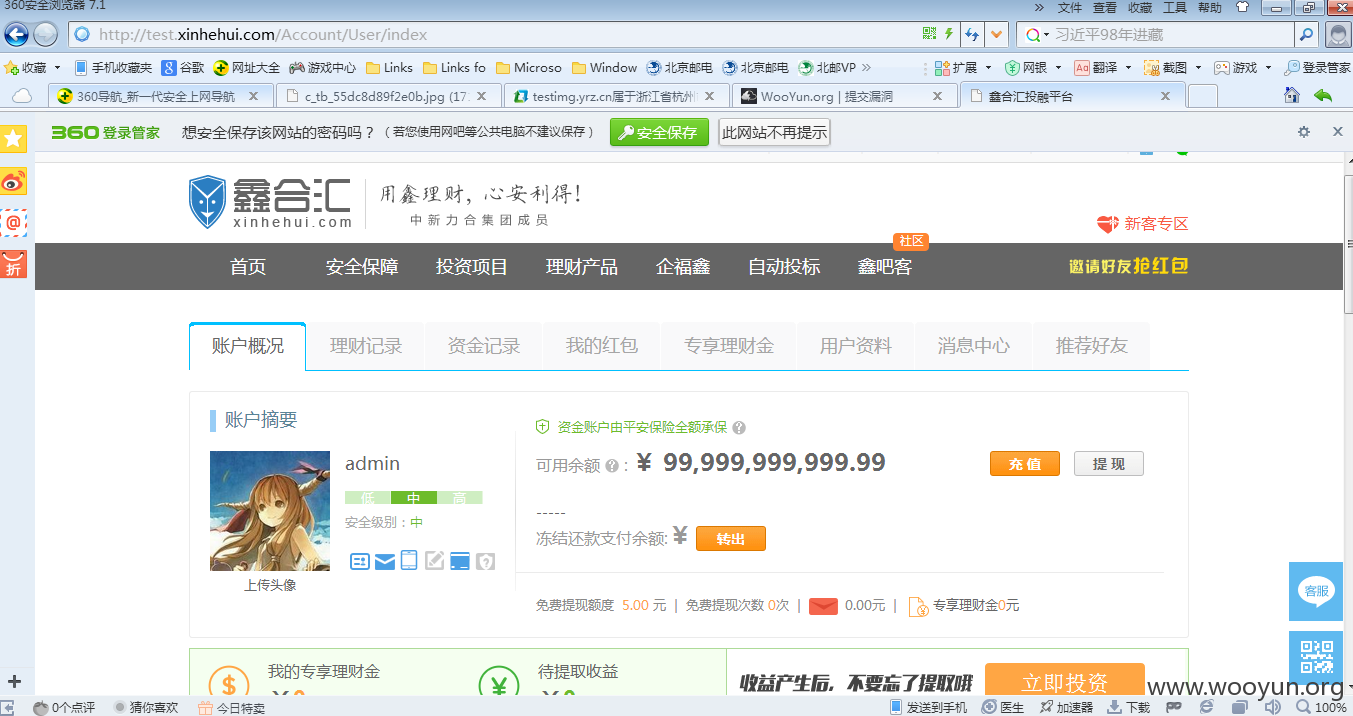 360安全浏览器 7.1
» 文件 查看 收藏 工具 帮助
http://test.xinhehui.com/Account/User/index
习近平98年进藏
收藏 手机收藏夹 谷歌 网址大全 游戏中心 Links Links fo Microso Window 北京邮电 北京邮电 北邮VP » 扩展 网银 翻译 截图 游戏 登录管家
360导航_新一代安全上网导航 c_tb_55dc8d89f2e0b.jpg (17: testimg.yrz.cn属于浙江省杭州市 WooYun.org | 提交漏洞 鑫合汇投融平台
360 登录管家 想安全保存该网站的密码吗？（若您使用网吧等公共电脑不建议保存） 安全保存 此网站不再提示
鑫合汇
xinhehui.com
用鑫理财，心安利得！
中新力合集团成员
新客专区
社区
首页 安全保障 投资项目 理财产品 企福鑫 自动投标 鑫吧客 邀请好友抢红包
账户概况 理财记录 资金记录 我的红包 专享理财金 用户资料 消息中心 推荐好友
账户摘要
资金账户由平安保险全额承保
admin
可用余额 ： ¥ 99,999,999,999.99 充值 提现
低 中 高
安全级别：中
-----
冻结还款支付余额: ¥ 转出
上传头像
免费提现额度 5.00 元 | 免费提现次数 0次 | 0.00元 | 专享理财金0元
客服
我的专享理财金 待提取收益
收益产生后，不要忘了提取哦 立即投资
www.wooyun.org
0个点评 猜你喜欢 今日特卖 发送到手机 医生 加速器 下载 100%